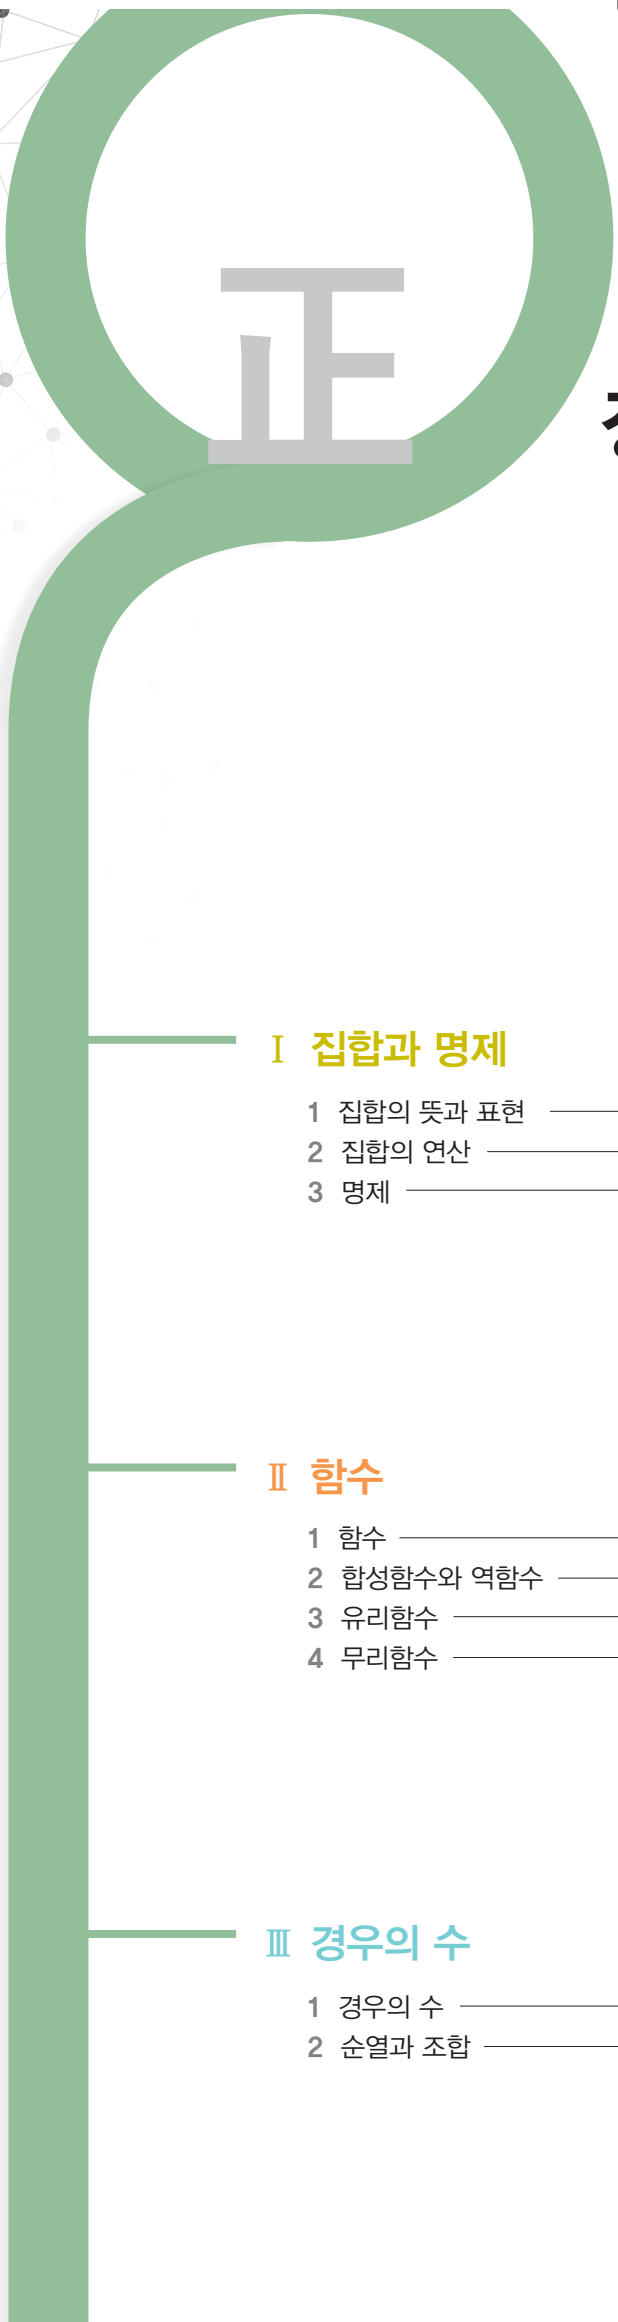 正
Ⅰ 집합과 명제
1 집합의 뜻과 표현
2 집합의 연산
3 명제
Ⅱ 함수
1 함수
2 합성함수와 역함수
3 유리함수
4 무리함수
Ⅲ 경우의 수
1 경우의 수
2 순열과 조합